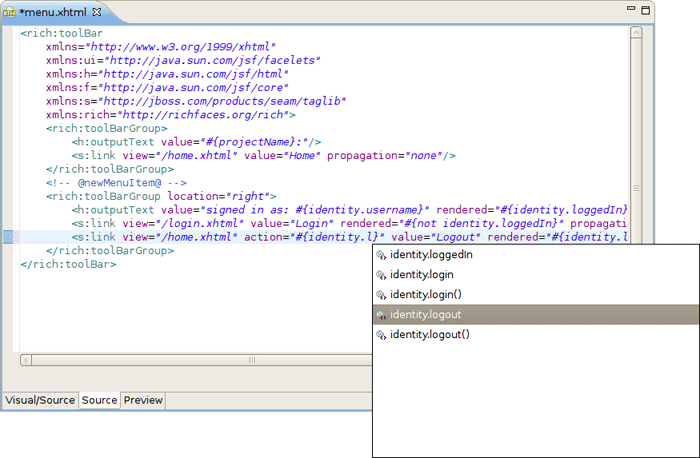 *menu.xhtml
<rich:toolBar
xmlns="http://www.w3.org/1999/xhtml"
xmlns:ui="http://java.sun.com/jsf/facelets"
xmlns:h="http://java.sun.com/jsf/html"
xmlns:f="http://java.sun.com/jsf/core"
xmlns:s="http://jboss.com/products/seam/taglib"
xmlns:rich="http://richfaces.org/rich">
<rich:toolBarGroup>
<h:outputText value="#{projectName}:"/>
<s:link view="/home.xhtml" value="Home" propagation="none"/>
</rich:toolBarGroup>
<!-- @newMenuItem@ -->
<rich:toolBarGroup location="right">
<h:outputText value="signed in as: #{identity.username}" rendered="#{identity.loggedIn}
<s:link view="/login.xhtml" value="Login" rendered="#{not identity.loggedIn}" propagati
<s:link view="/home.xhtml" action="#{identity.l}" value="Logout" rendered="#{identity.l
</rich:toolBarGroup>
</rich:toolBar>
identity.loggedIn
identity.login
identity.login()
identity.logout
identity.logout()
Visual/Source Source Preview